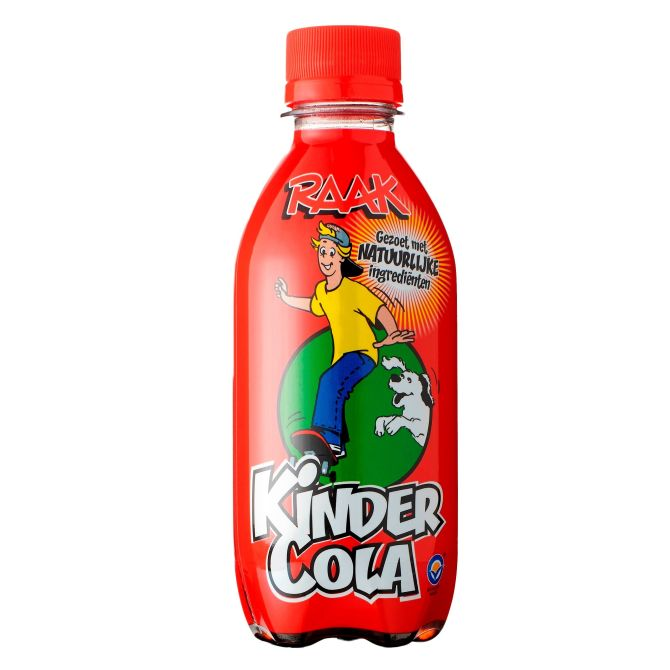 RAAK
Gezoet met
NATUURLIJKE
ingrediënten
KINDER
COLA